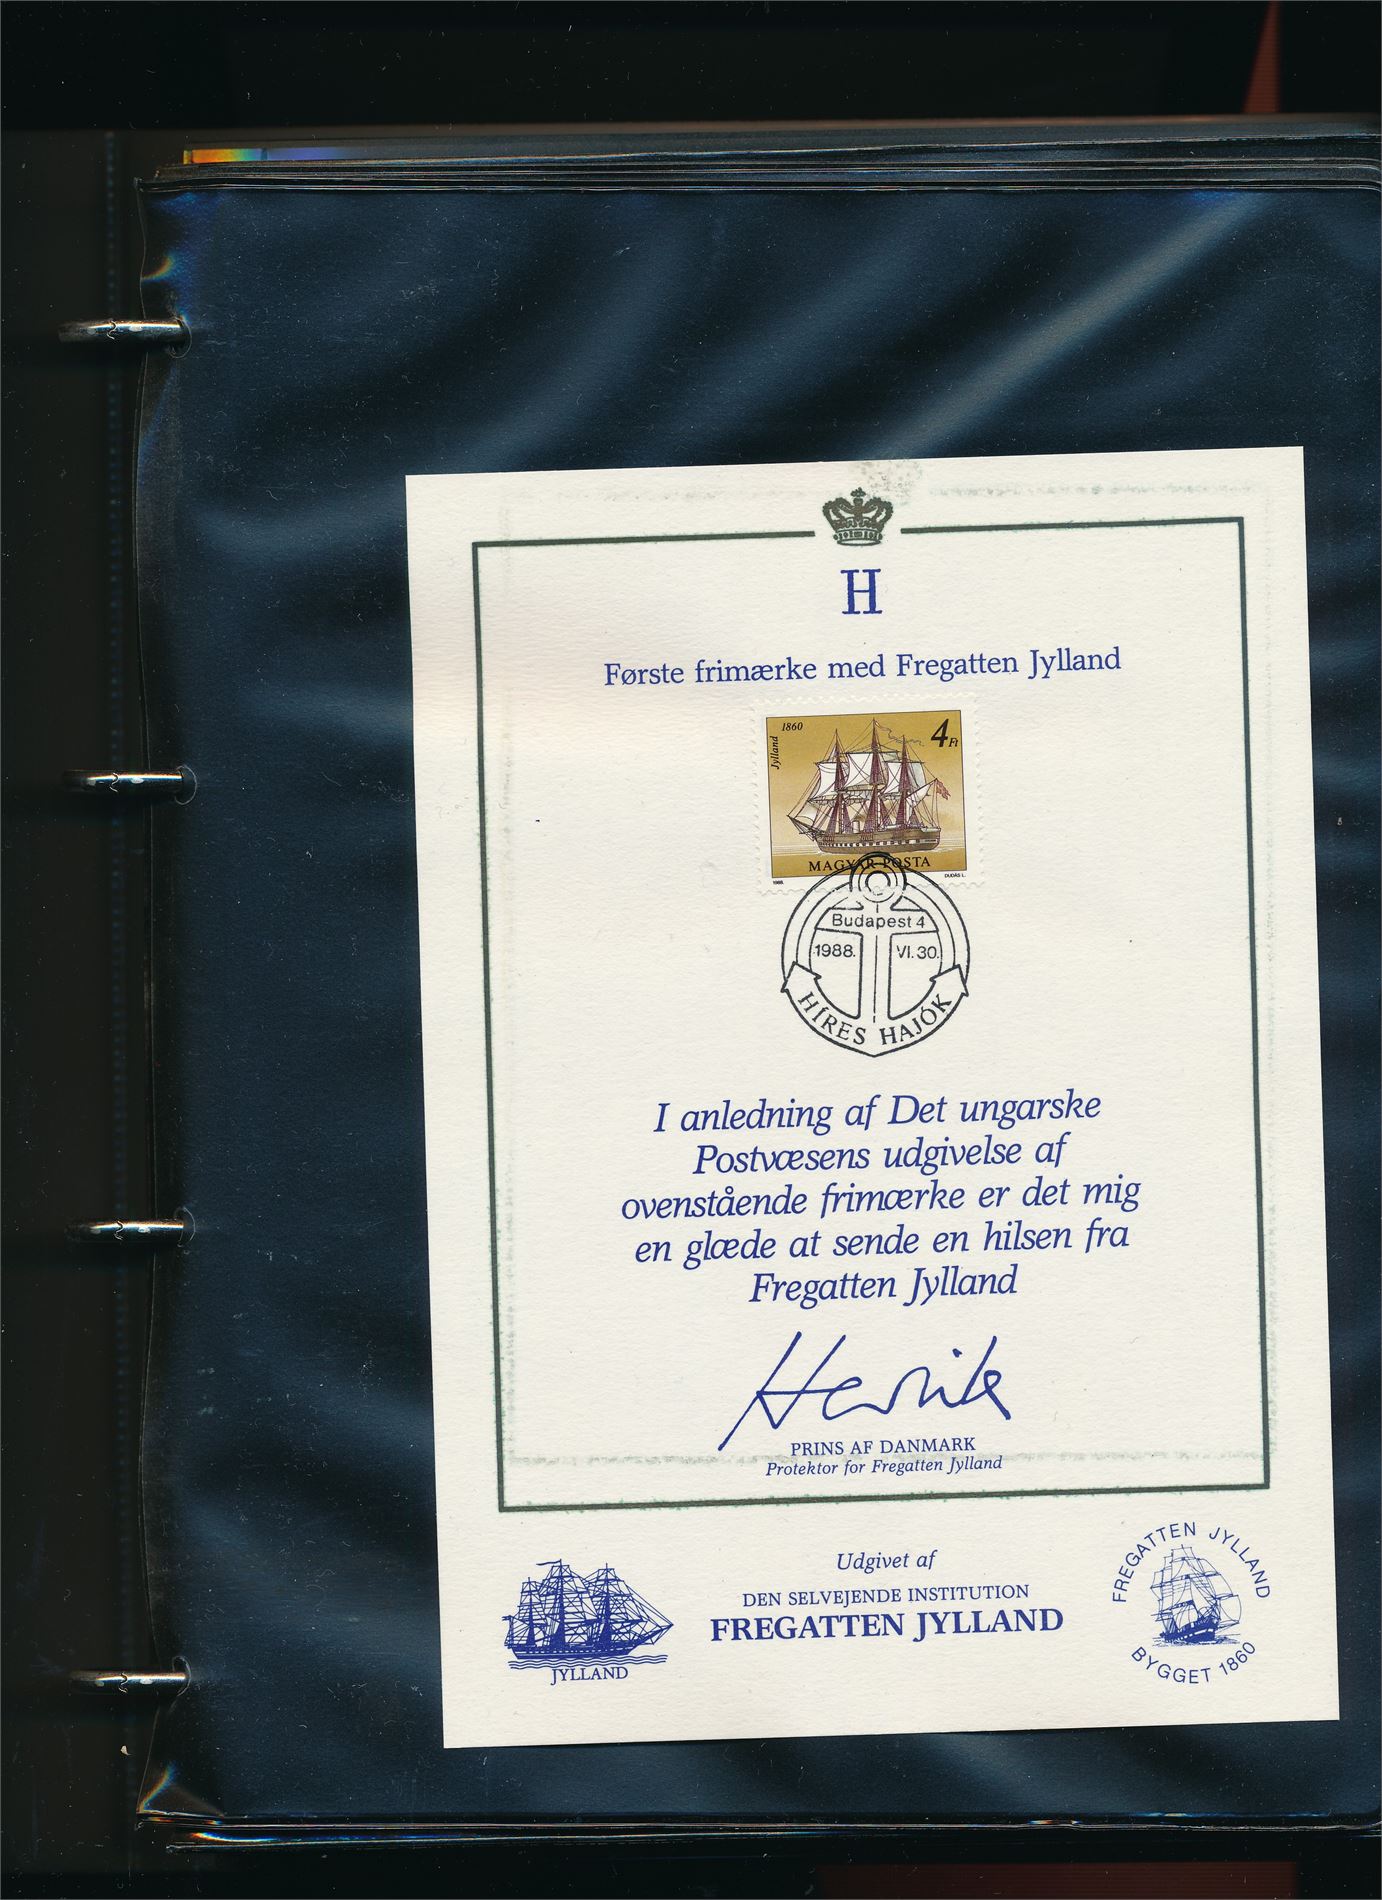 H
Første frimærke med Fregatten Jylland
1860
Jylland
4 Ft
MAGYAR POSTA
1988.
DUDÁS L.
Budapest 4
1988. VI. 30.
HÍRES HAJÓK
I anledning af Det ungarske
Postvæsens udgivelse af
ovenstående frimærke er det mig
en glæde at sende en hilsen fra
Fregatten Jylland
Henrik
PRINS AF DANMARK
Protektor for Fregatten Jylland
Udgivet af
DEN SELVEJENDE INSTITUTION
FREGATTEN JYLLAND
JYLLAND
FREGATTEN JYLLAND
BYGGET 1860